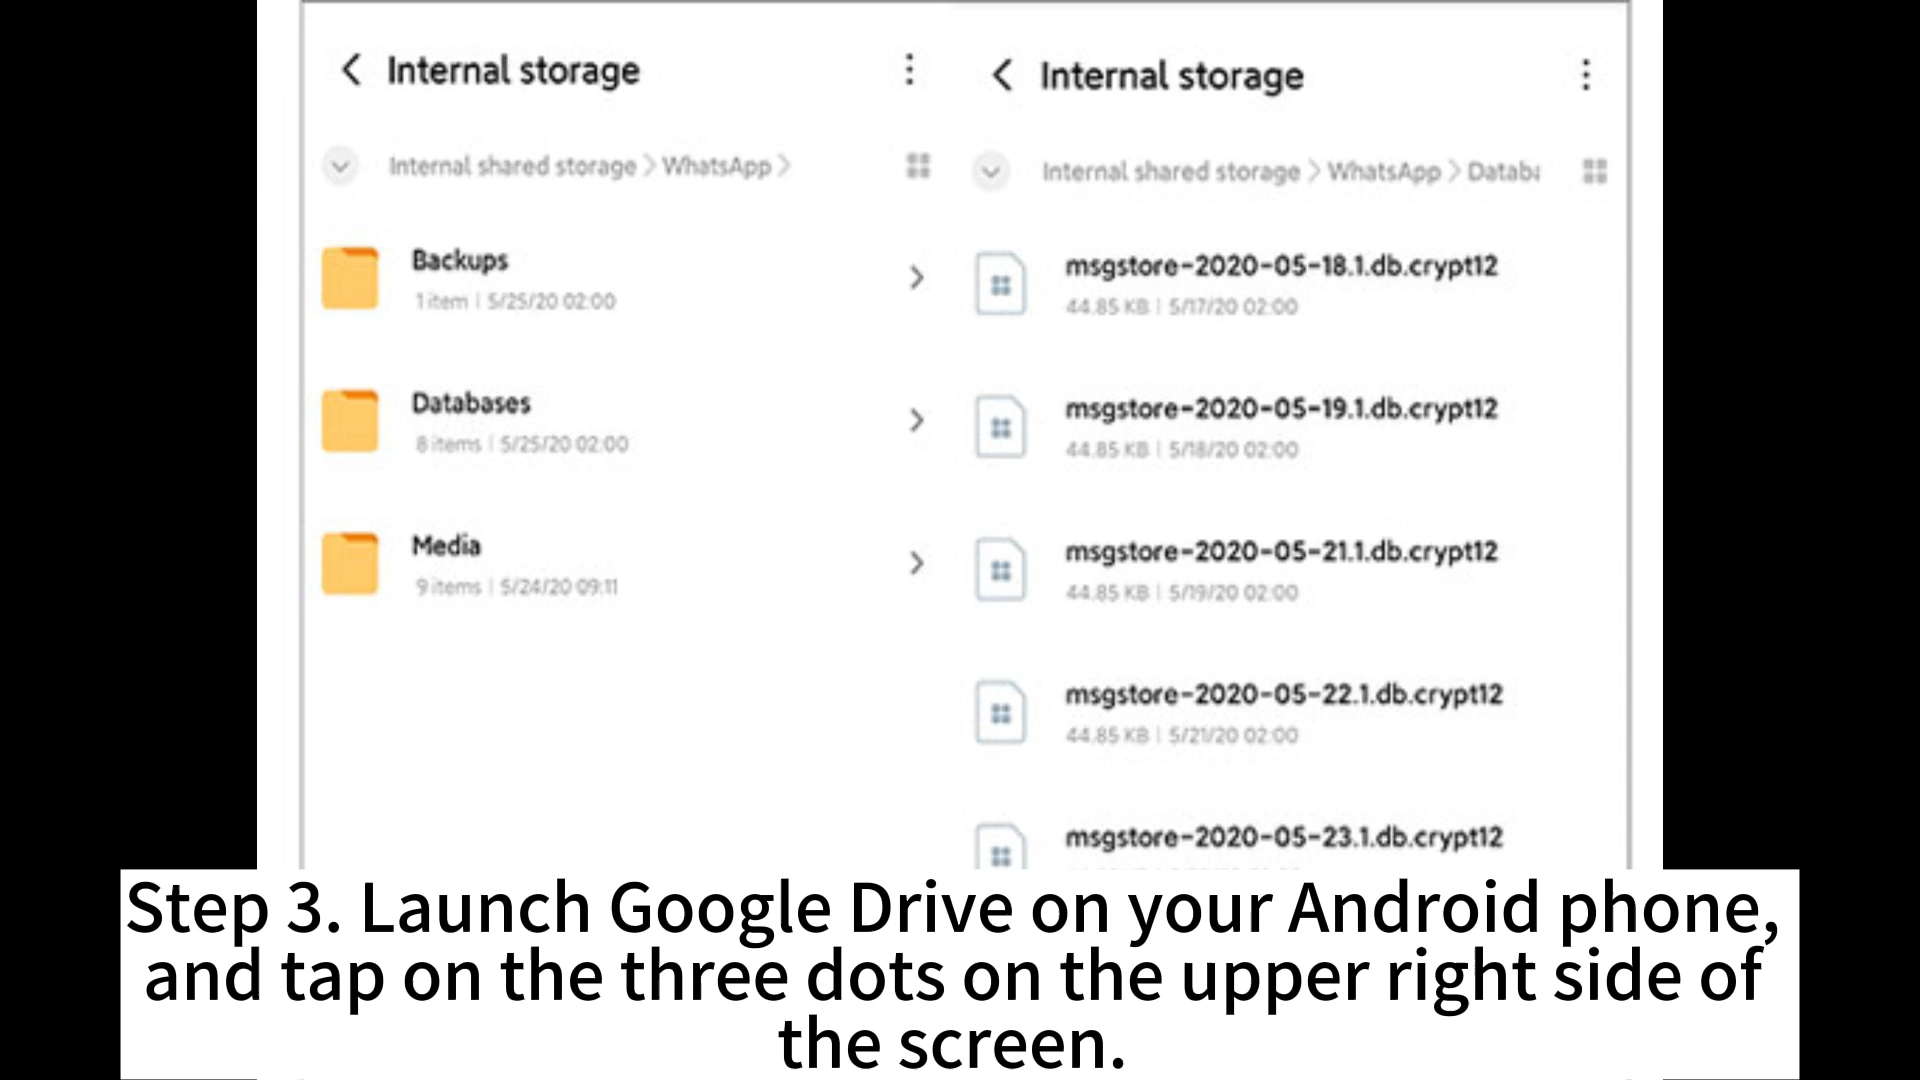 Internal storage
Internal shared storage > WhatsApp >
Backups
1 item | 5/25/20 02:00
Databases
8 items | 5/25/20 02:00
Media
9 items | 5/24/20 09:11
Internal storage
Internal shared storage > WhatsApp > Databa
msgstore-2020-05-18.1.db.crypt12
44.85 KB | 5/17/20 02:00
msgstore-2020-05-19.1.db.crypt12
44.85 KB | 5/18/20 02:00
msgstore-2020-05-21.1.db.crypt12
44.85 KB | 5/19/20 02:00
msgstore-2020-05-22.1.db.crypt12
44.85 KB | 5/21/20 02:00
msgstore-2020-05-23.1.db.crypt12
Step 3. Launch Google Drive on your Android phone,
and tap on the three dots on the upper right side of
the screen.